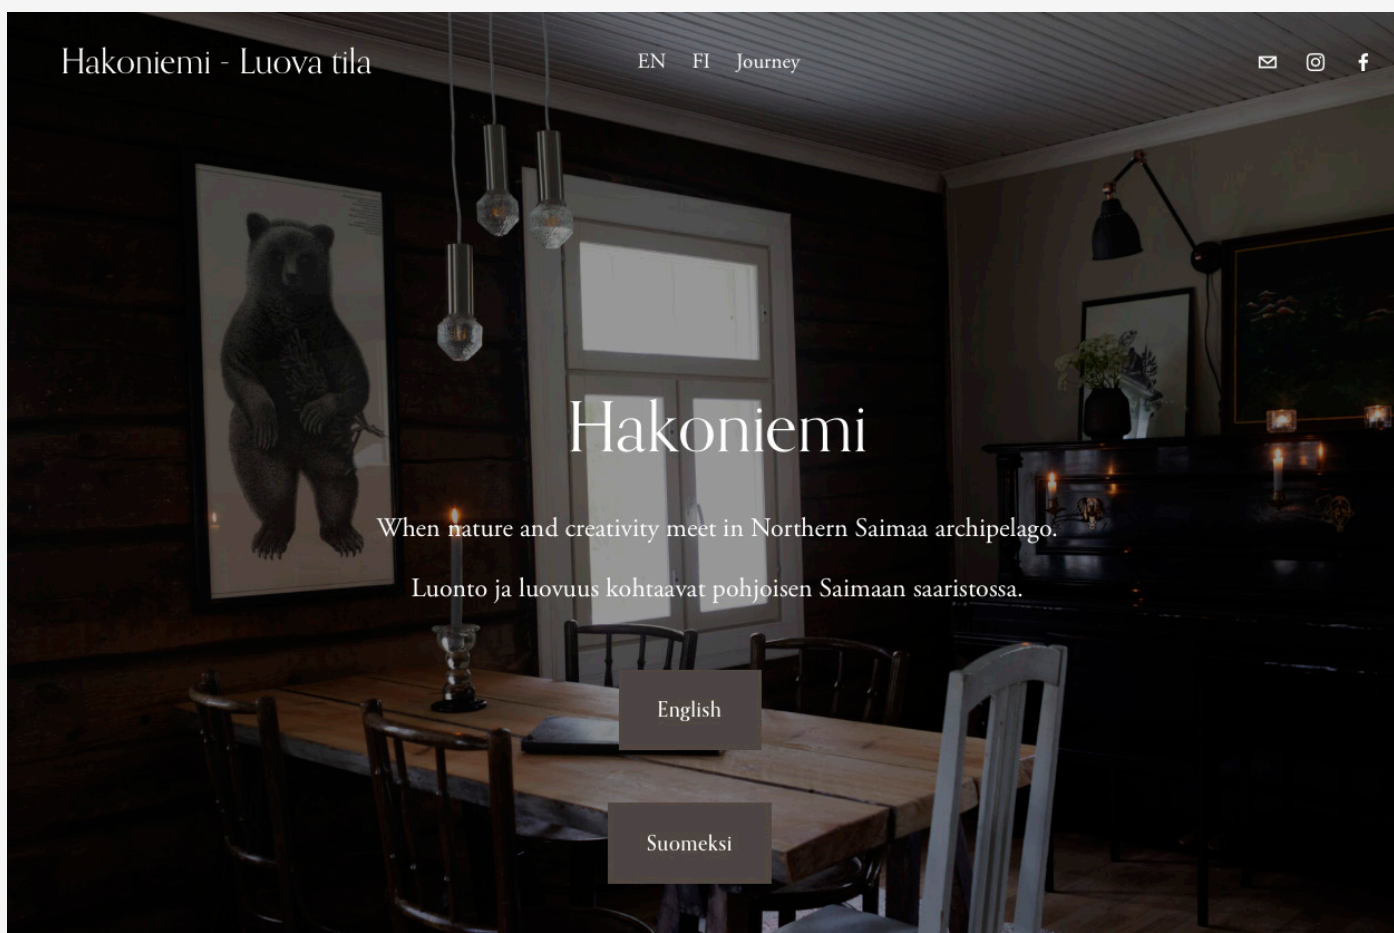 Hakoniemi - Luova tila
EN FI Journey
Hakoniemi
When nature and creativity meet in Northern Saimaa archipelago.
Luonto ja luovuus kohtaavat pohjoisen Saimaan saaristossa.
English
Suomeksi